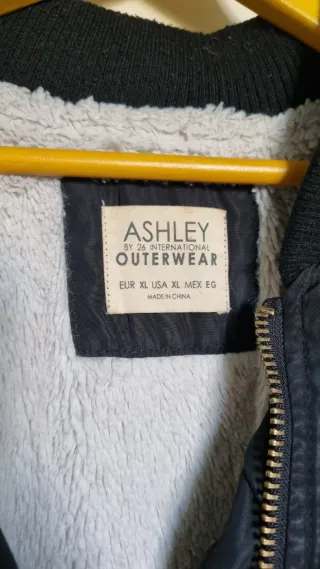 ASHLEY
BY 26 INTERNATIONAL
OUTERWEAR
EUR XL USA XL MEX EG
MADE IN CHINA